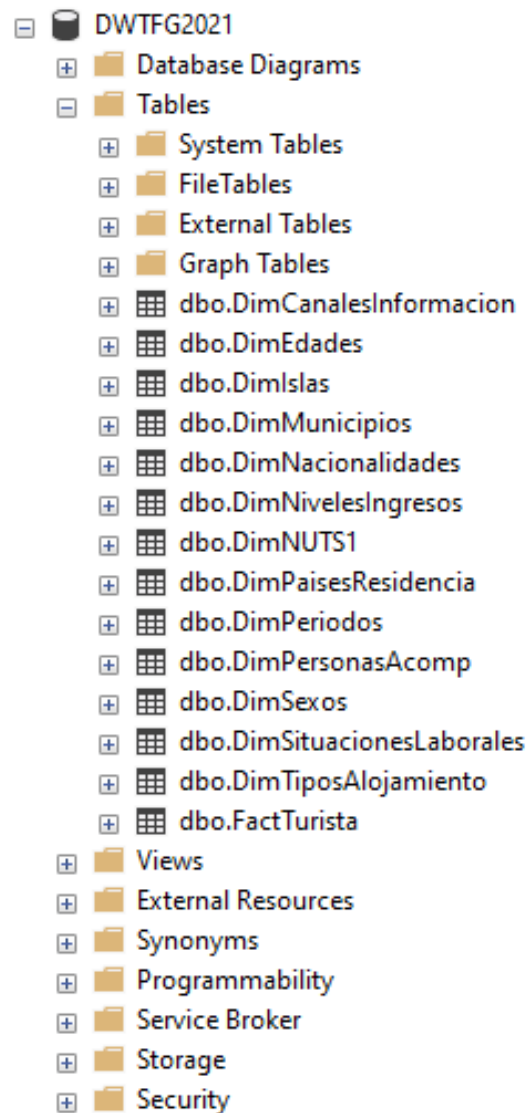 DWTFG2021
Database Diagrams
Tables
System Tables
FileTables
External Tables
Graph Tables
dbo.DimCanalesInformacion
dbo.DimEdades
dbo.DimIslas
dbo.DimMunicipios
dbo.DimNacionalidades
dbo.DimNivelesIngresos
dbo.DimNUTS1
dbo.DimPaisesResidencia
dbo.DimPeriodos
dbo.DimPersonasAcomp
dbo.DimSexos
dbo.DimSituacionesLaborales
dbo.DimTiposAlojamiento
dbo.FactTurista
Views
External Resources
Synonyms
Programmability
Service Broker
Storage
Security